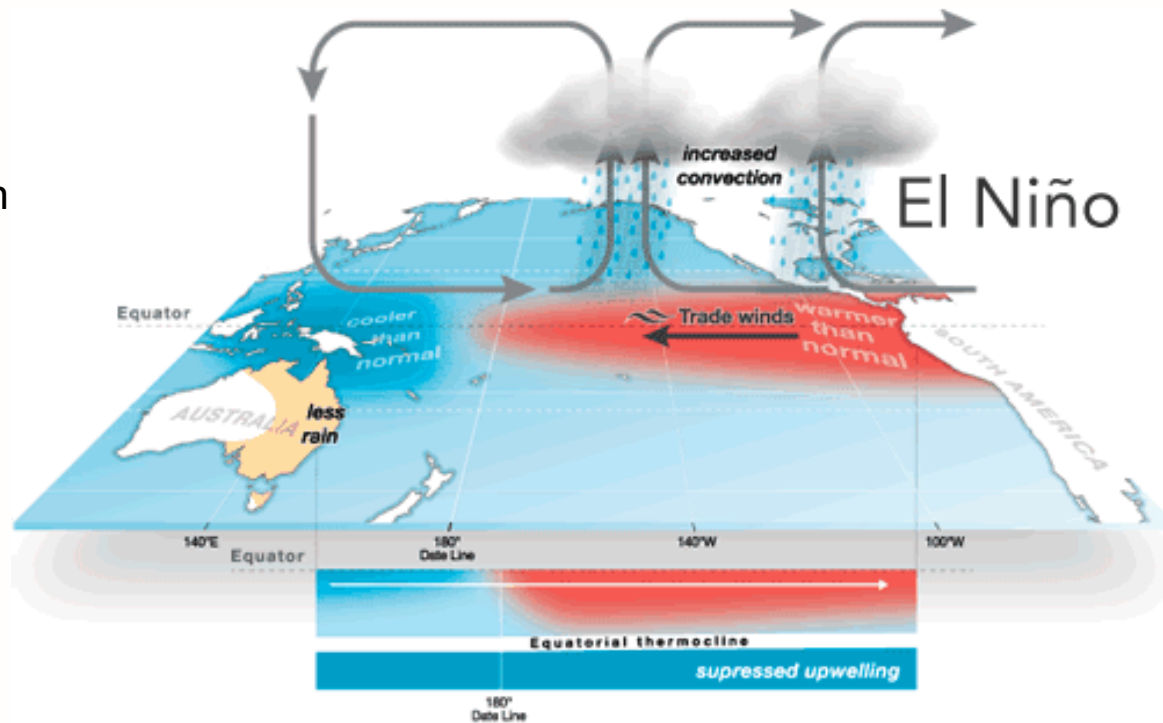 n
increased
convection
El Niño
Equator
cooler
than
normal
Trade winds
warmer
than
normal
SOUTH AMERICA
AUSTRALIA
less
rain
140°E
180°
Date Line
140°W
100°W
Equator
Equatorial thermocline
supressed upwelling
180°
Date Line